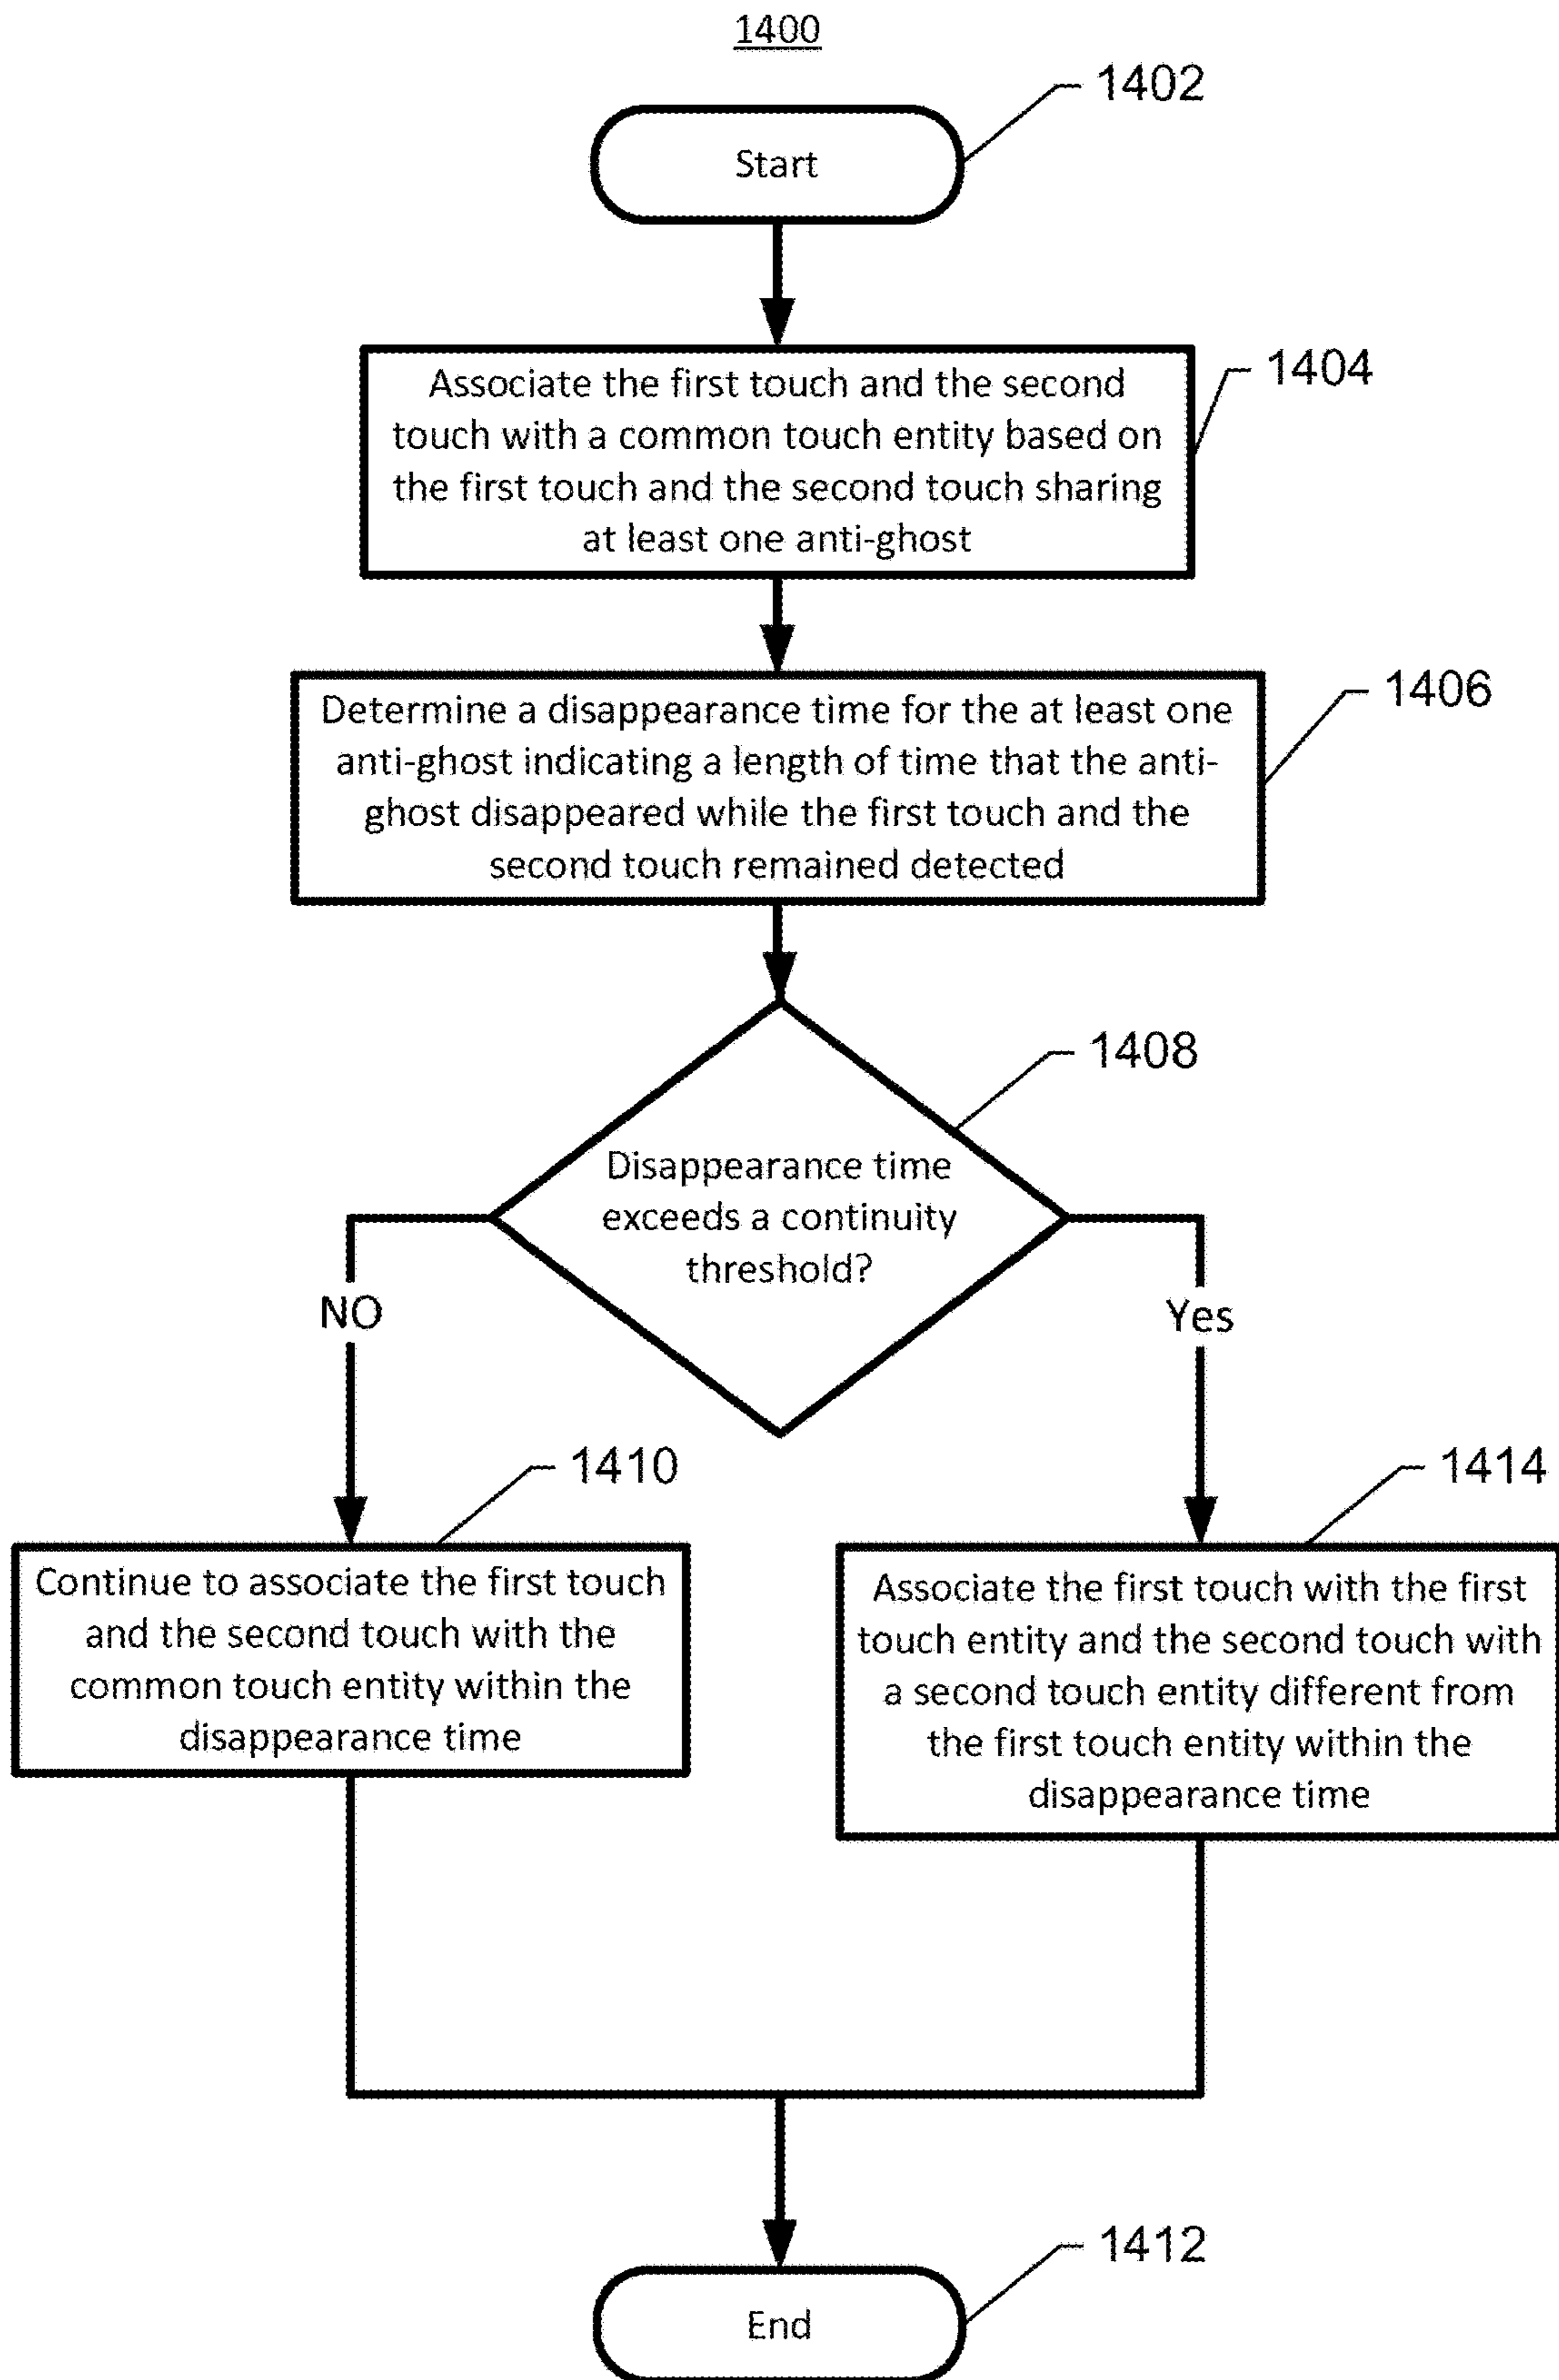 1400
1402
Start
1404
Associate the first touch and the second
touch with a common touch entity based on
the first touch and the second touch sharing
at least one anti-ghost
1406
Determine a disappearance time for the at least one
anti-ghost indicating a length of time that the anti-
ghost disappeared while the first touch and the
second touch remained detected
1408
Disappearance time
exceeds a continuity
threshold?
NO
Yes
1410
Continue to associate the first touch
and the second touch with the
common touch entity within the
disappearance time
1414
Associate the first touch with the first
touch entity and the second touch with
a second touch entity different from
the first touch entity within the
disappearance time
1412
End